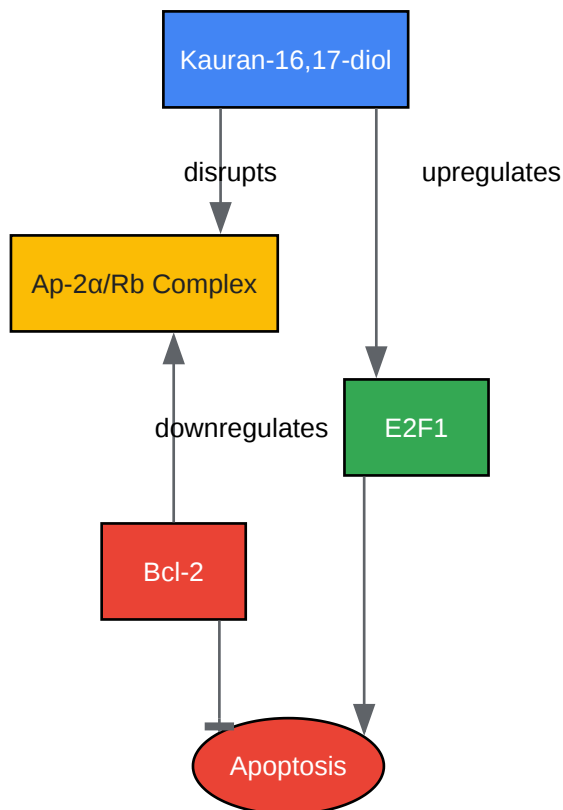 Kauran-16,17-diol
disrupts
upregulates
Ap-2α/Rb Complex
downregulates
E2F1
Bcl-2
Apoptosis